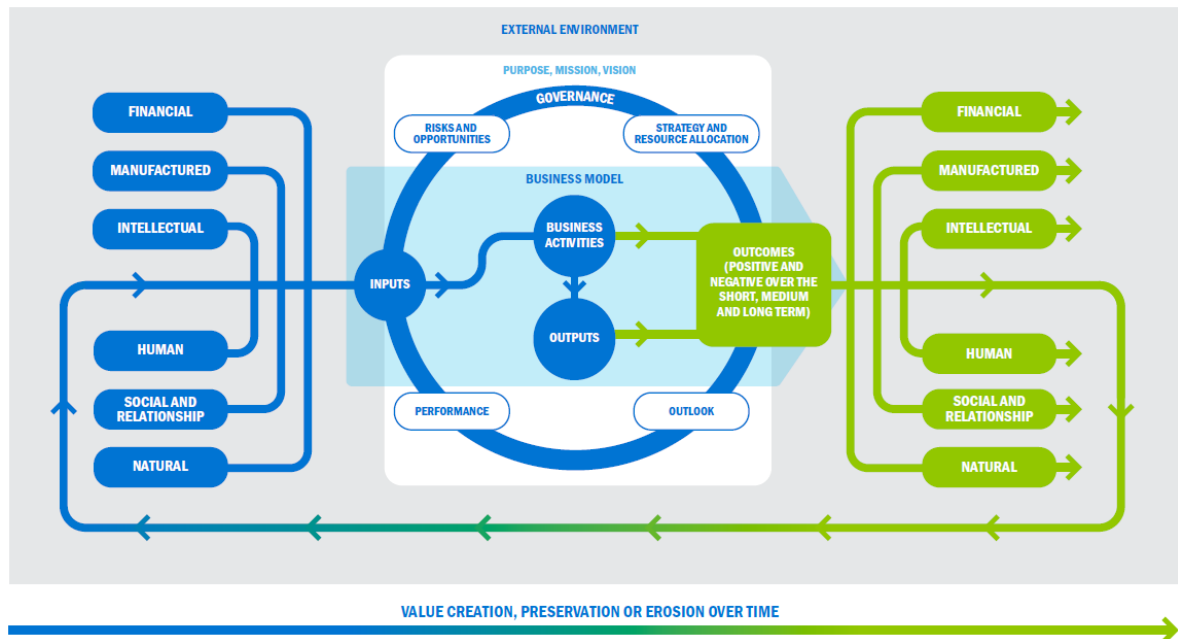 EXTERNAL ENVIRONMENT
PURPOSE, MISSION, VISION
GOVERNANCE
FINANCIAL
MANUFACTURED
INTELLECTUAL
HUMAN
SOCIAL AND
RELATIONSHIP
NATURAL
RISKS AND
OPPORTUNITIES
STRATEGY AND
RESOURCE ALLOCATION
BUSINESS MODEL
INPUTS
BUSINESS
ACTIVITIES
OUTPUTS
OUTCOMES
(POSITIVE AND
NEGATIVE OVER THE
SHORT, MEDIUM
AND LONG TERM)
PERFORMANCE
OUTLOOK
FINANCIAL
MANUFACTURED
INTELLECTUAL
HUMAN
SOCIAL AND
RELATIONSHIP
NATURAL
VALUE CREATION, PRESERVATION OR EROSION OVER TIME